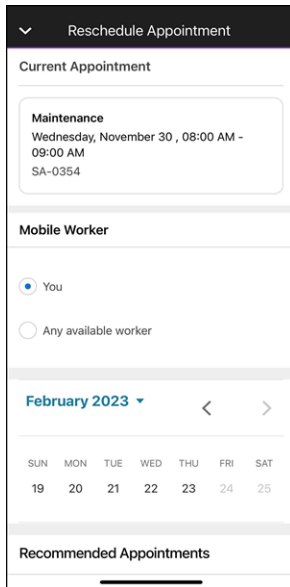 Reschedule Appointment
Current Appointment
Maintenance
Wednesday, November 30 , 08:00 AM -
09:00 AM
SA-0354
Mobile Worker
You
Any available worker
February 2023
SUN MON TUE WED THU FRI SAT
19 20 21 22 23 24 25
Recommended Appointments